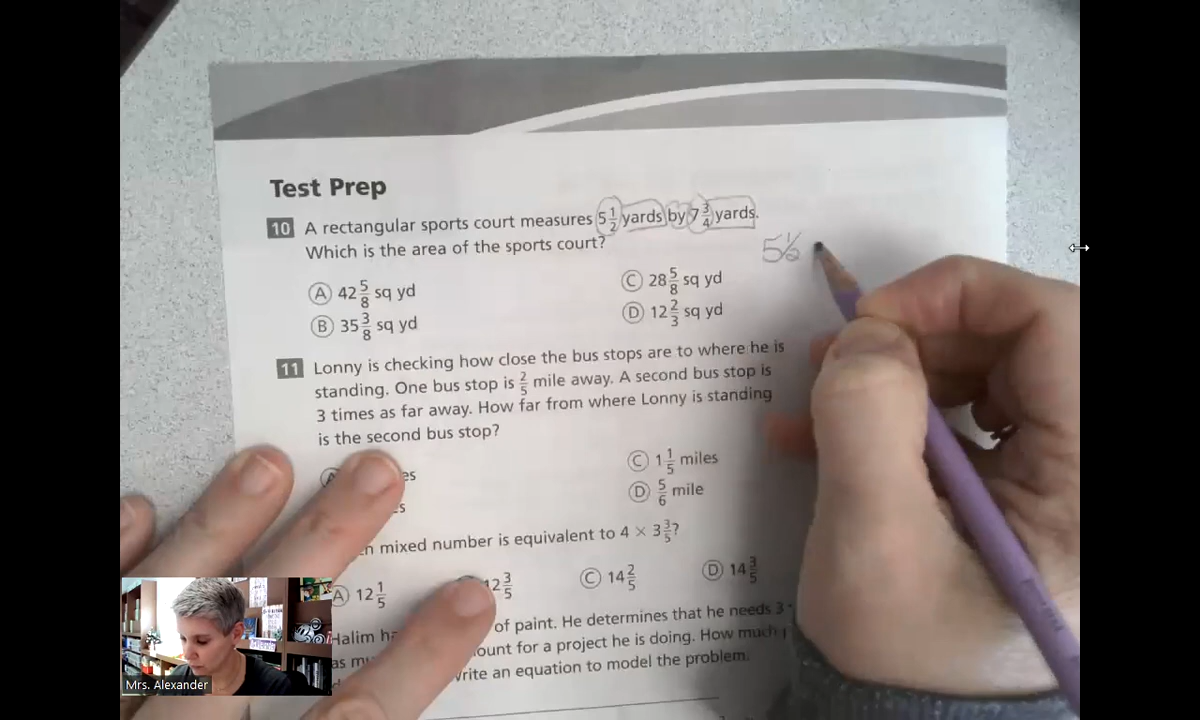 Test Prep
10 A rectangular sports court measures 5 1/2 yards by 7 3/4 yards.
Which is the area of the sports court?
5 1/2
A 42 5/8 sq yd
C 28 5/8 sq yd
B 35 3/8 sq yd
D 12 2/3 sq yd
11 Lonny is checking how close the bus stops are to where he is
standing. One bus stop is 2/5 mile away. A second bus stop is
3 times as far away. How far from where Lonny is standing
is the second bus stop?
C 1 1/5 miles
D 5/6 mile
mixed number is equivalent to 4 × 3 3/5?
A 12 1/5
12 3/5
C 14 2/5
D 14 3/5
Halim of paint. He determines that he needs 3
as for a project he is doing. How much
an equation to model the problem.
Mrs. Alexander